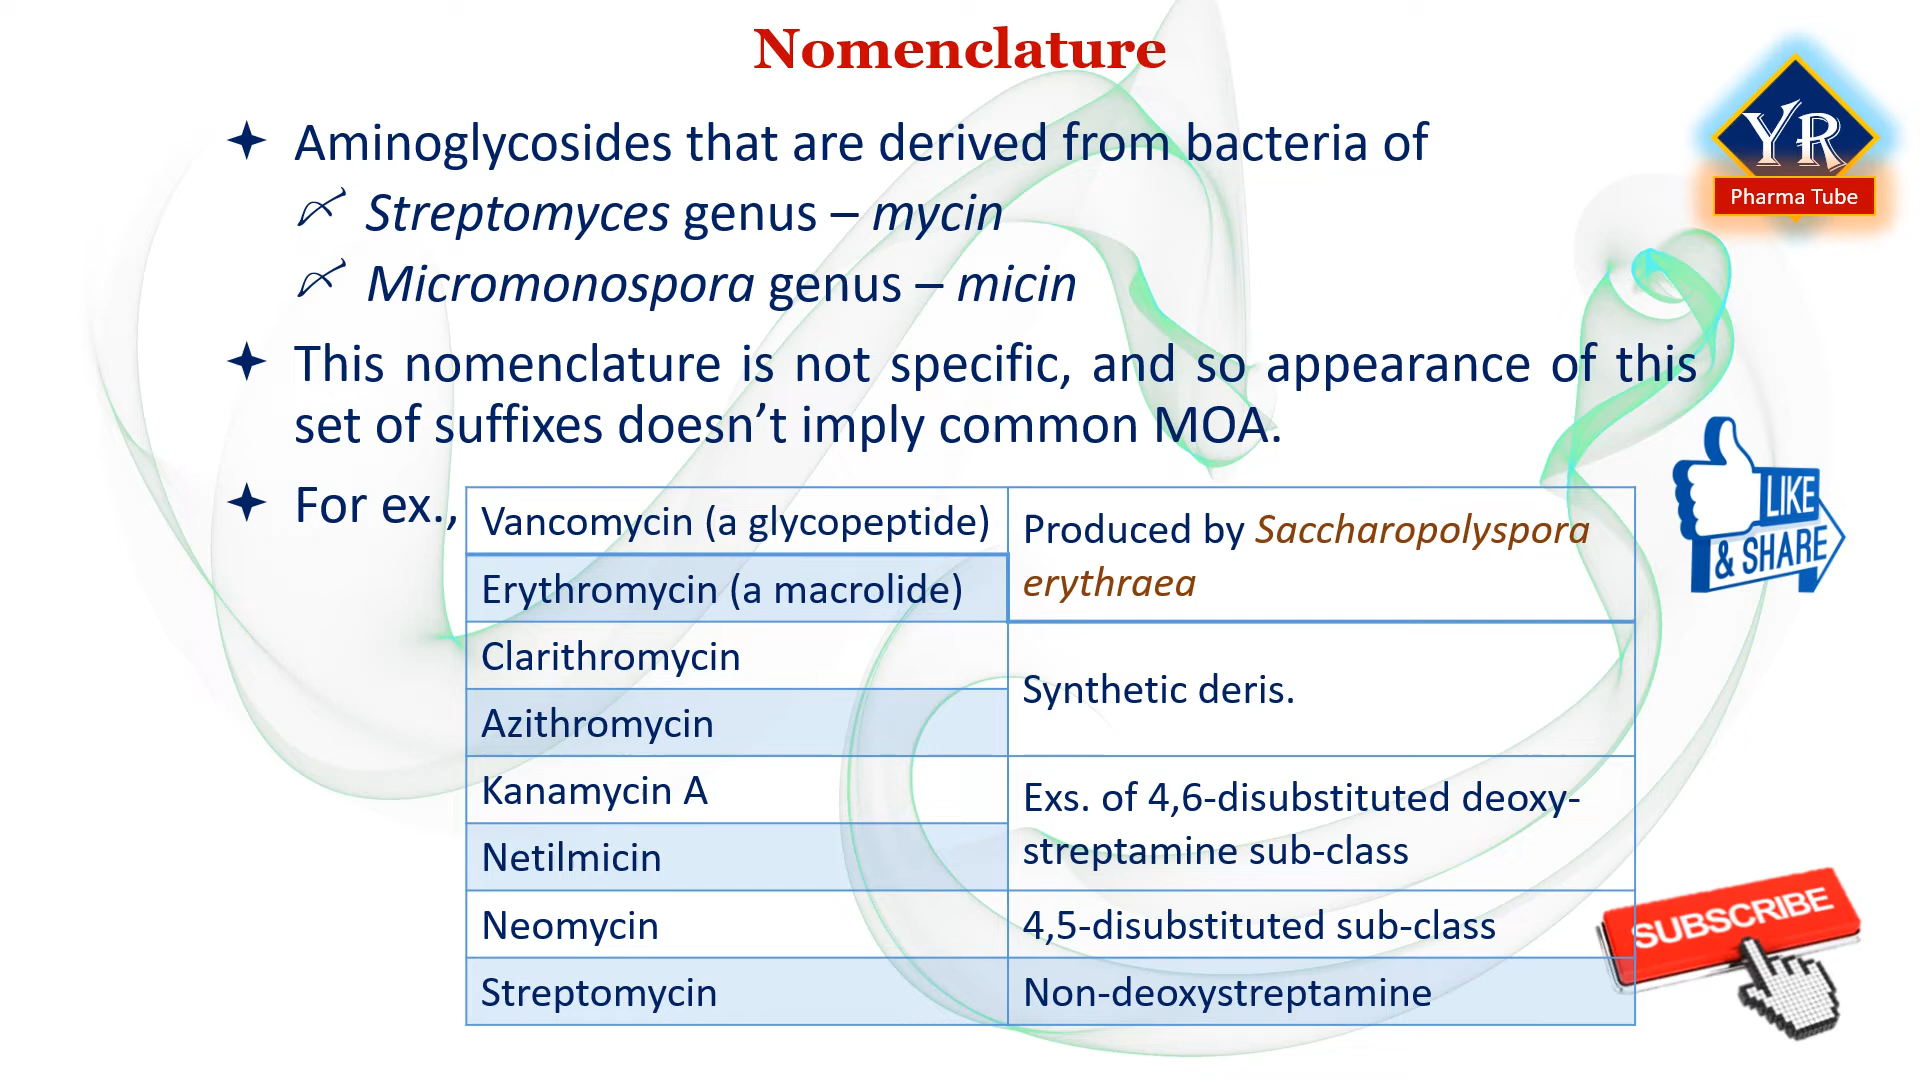 Nomenclature
YR
Pharma Tube
Aminoglycosides that are derived from bacteria of
Streptomyces genus – mycin
Micromonospora genus – micin
This nomenclature is not specific, and so appearance of this
set of suffixes doesn’t imply common MOA.
For ex.,
Vancomycin (a glycopeptide)
Erythromycin (a macrolide)
Produced by Saccharopolyspora
erythraea
Clarithromycin
Azithromycin
Synthetic deris.
Kanamycin A
Netilmicin
Exs. of 4,6-disubstituted deoxy-
streptamine sub-class
Neomycin
4,5-disubstituted sub-class
Streptomycin
Non-deoxystreptamine
LIKE
& SHARE
SUBSCRIBE